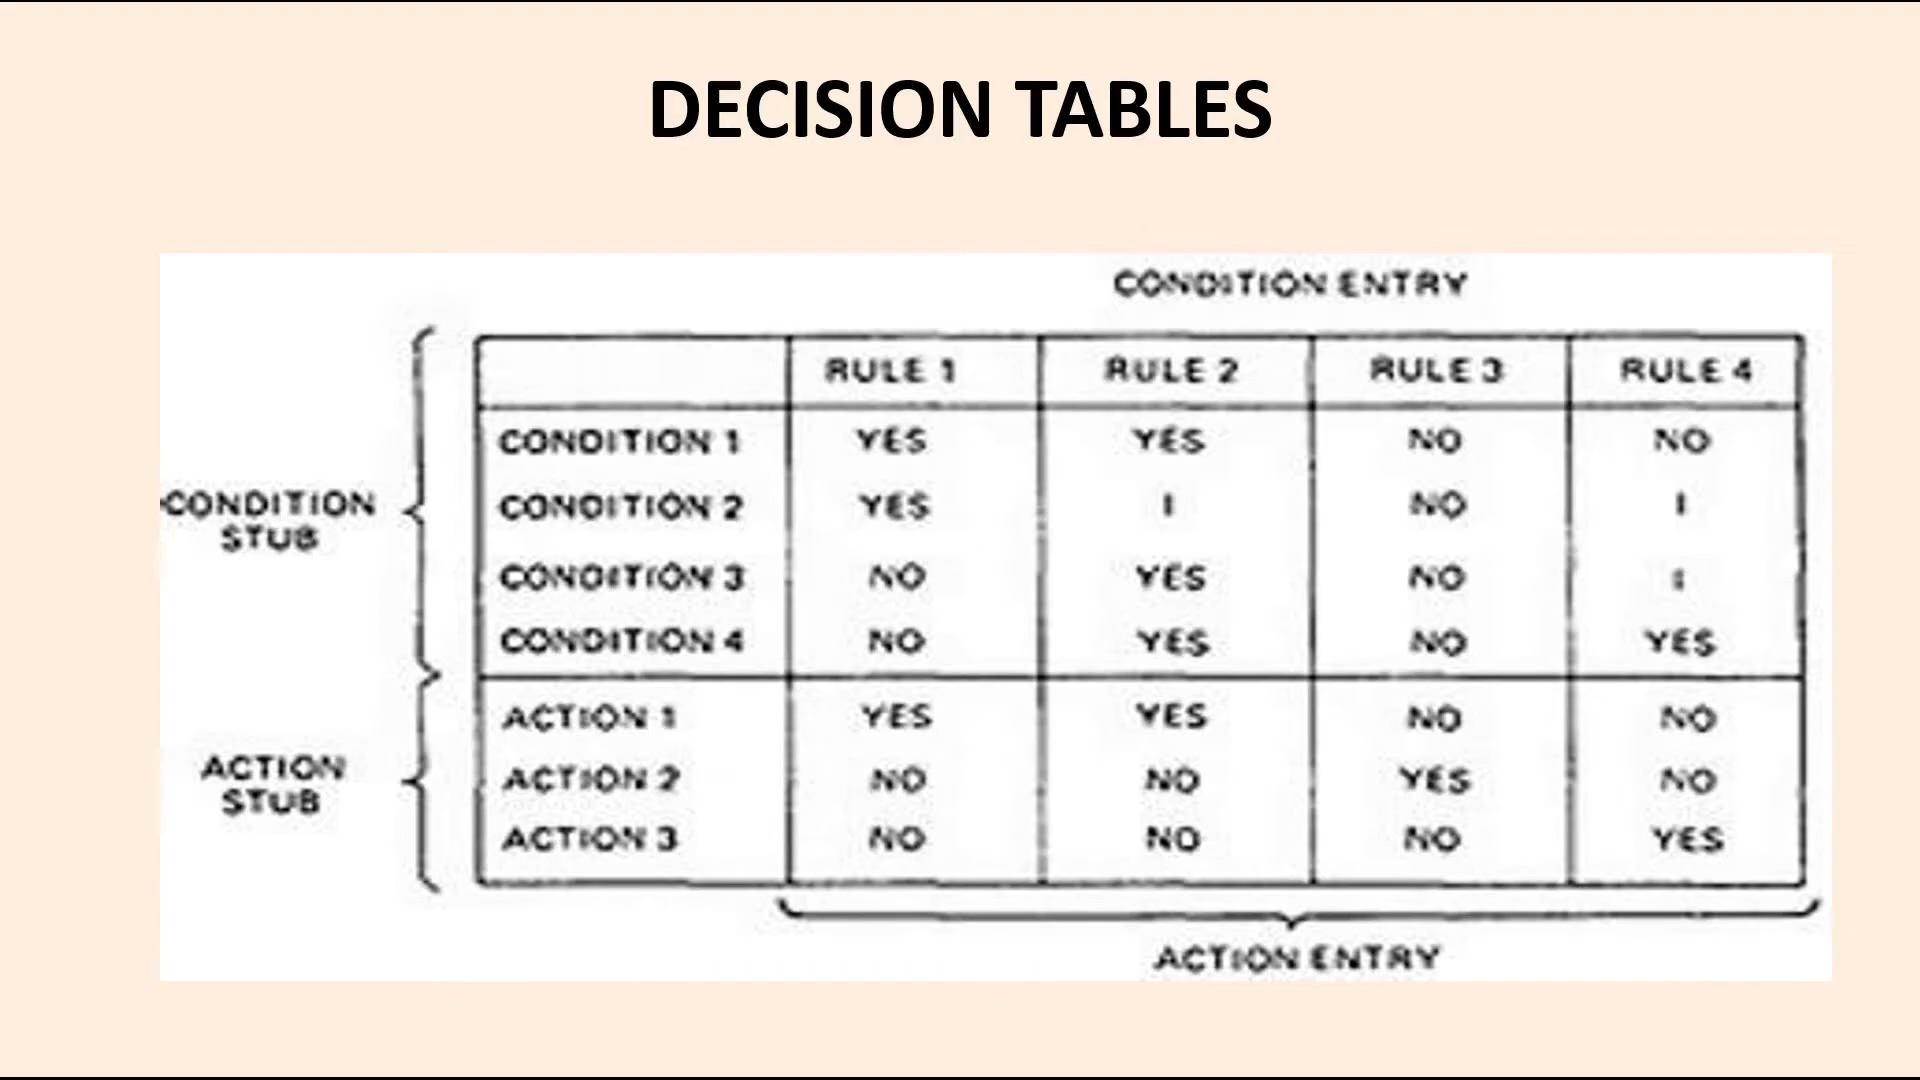 DECISION TABLES
CONDITION ENTRY
RULE 1 RULE 2 RULE 3 RULE 4
CONDITION 1 YES YES NO NO
CONDITION 2 YES I NO I
CONDITION 3 NO YES NO I
CONDITION 4 NO YES NO YES
CONDITION
STUB
ACTION 1 YES YES NO NO
ACTION 2 NO NO YES NO
ACTION 3 NO NO NO YES
ACTION
STUB
ACTION ENTRY